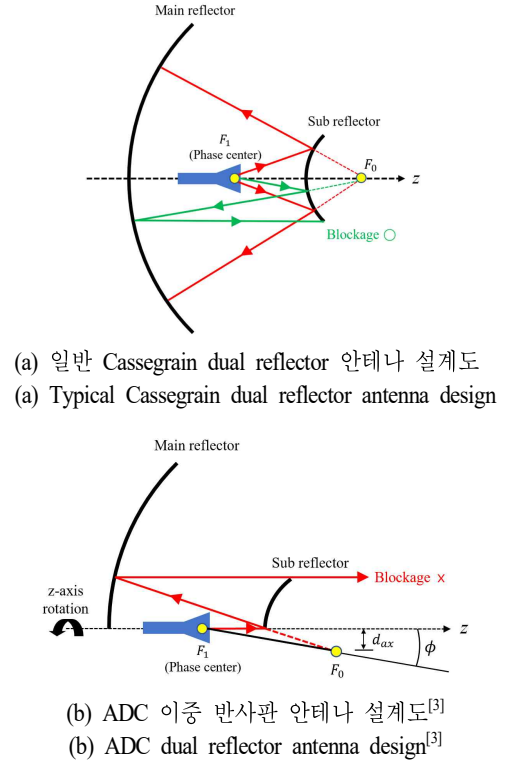 Main reflector
Sub reflector
F₁
(Phase center)
F₀
z
Blockage ○
(a) 일반 Cassegrain dual reflector 안테나 설계도
(a) Typical Cassegrain dual reflector antenna design
Main reflector
Sub reflector
Blockage ×
z-axis
rotation
z
F₁
(Phase center)
d_{ax}
ϕ
F₀
(b) ADC 이중 반사판 안테나 설계도[3]
(b) ADC dual reflector antenna design[3]